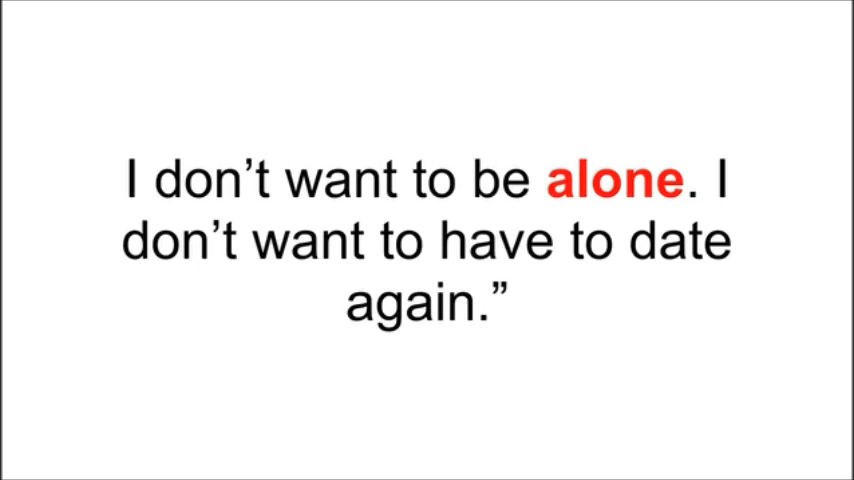 I don’t want to be alone. I
don’t want to have to date
again.”